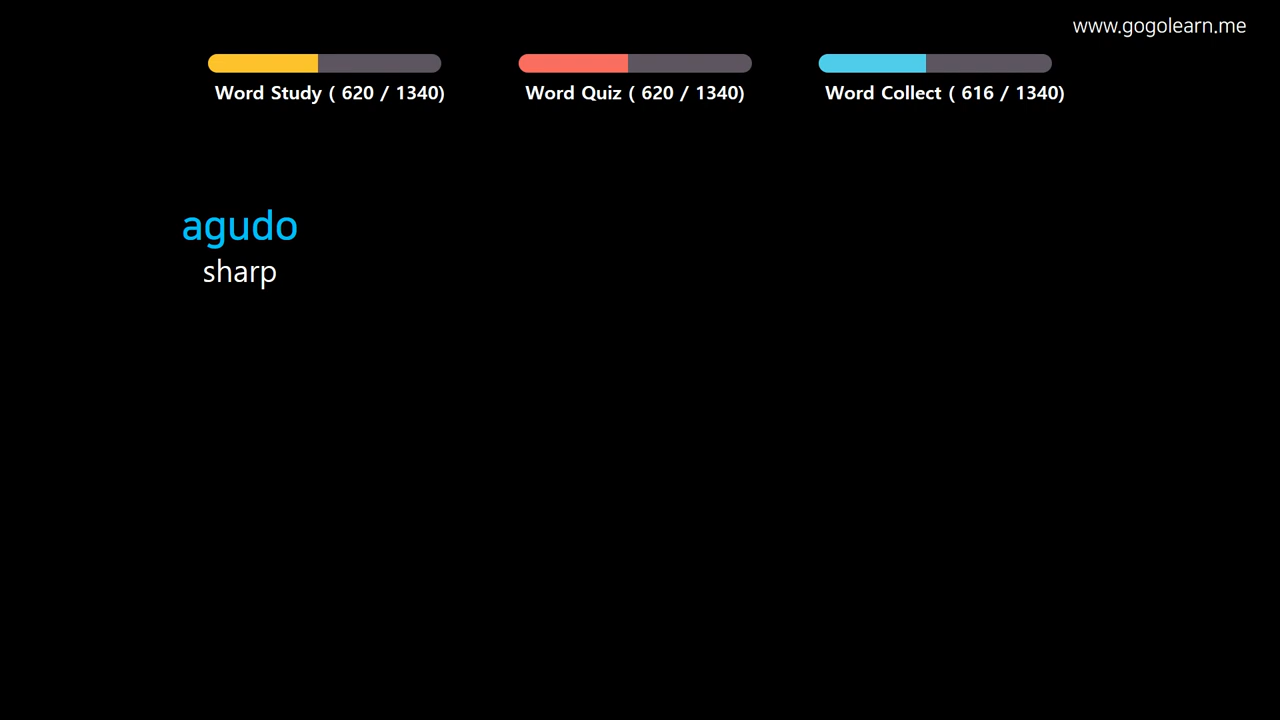 www.gogolearn.me
Word Study ( 620 / 1340)
Word Quiz ( 620 / 1340)
Word Collect ( 616 / 1340)
agudo
sharp